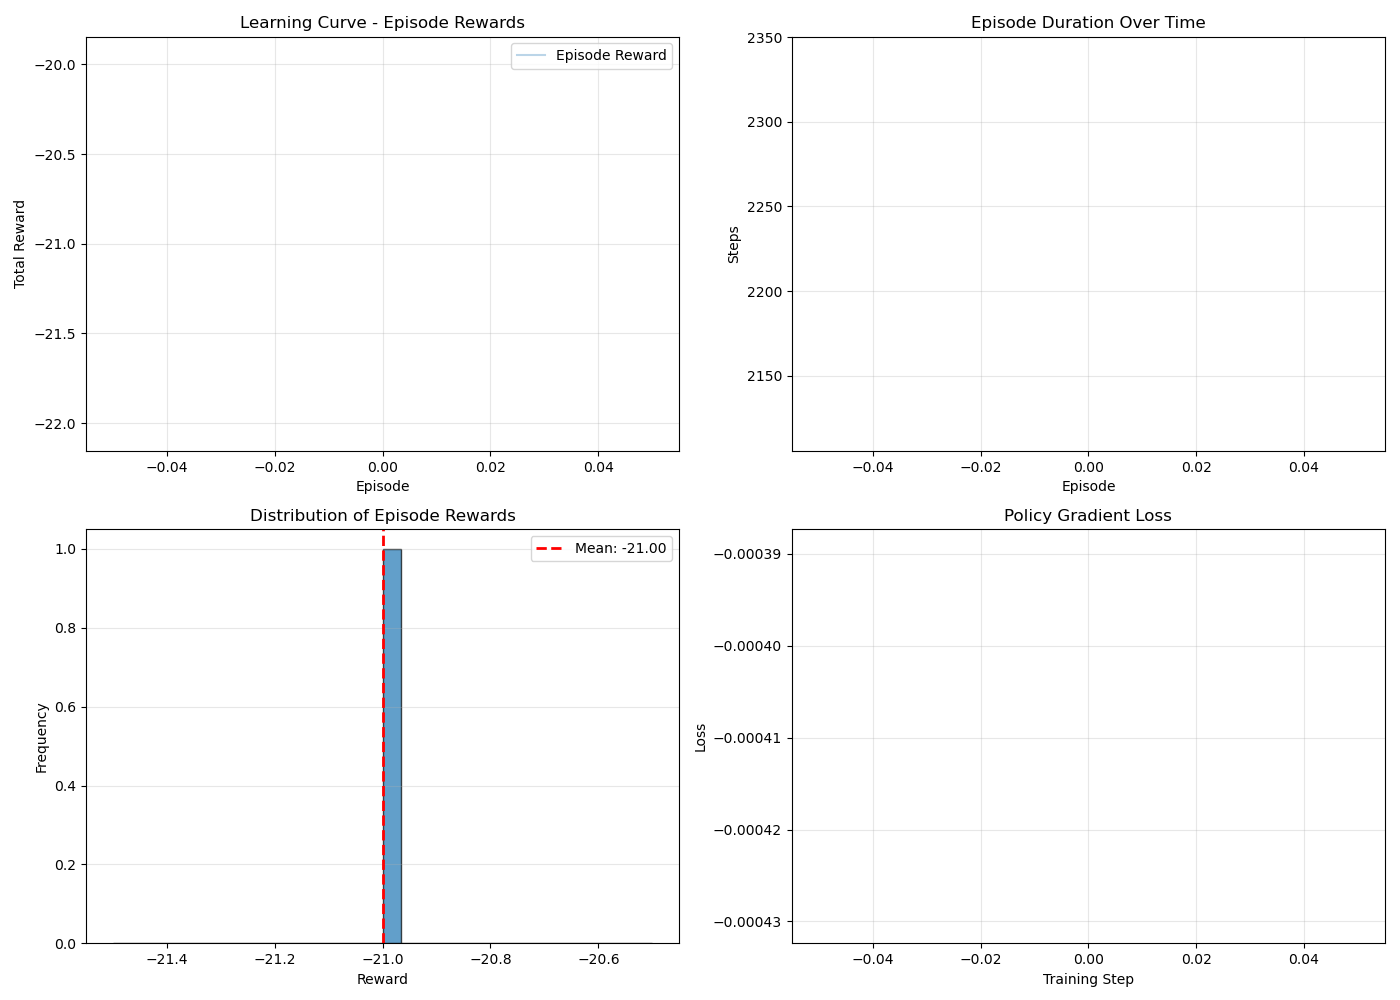 Learning Curve - Episode Rewards
Episode Reward
−20.0
−20.5
−21.0
−21.5
−22.0
Total Reward
−0.04 −0.02 0.00 0.02 0.04
Episode
Episode Duration Over Time
2350
2300
2250
2200
2150
Steps
−0.04 −0.02 0.00 0.02 0.04
Episode
Distribution of Episode Rewards
Mean: -21.00
1.0
0.8
0.6
0.4
0.2
0.0
Frequency
−21.4 −21.2 −21.0 −20.8 −20.6
Reward
Policy Gradient Loss
−0.00039
−0.00040
−0.00041
−0.00042
−0.00043
Loss
−0.04 −0.02 0.00 0.02 0.04
Training Step